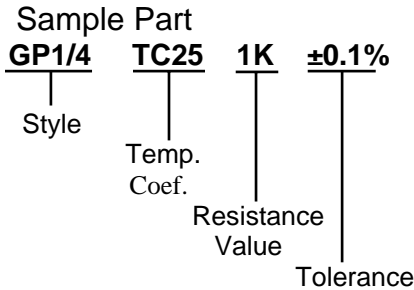 Sample Part
GP1/4 TC25 1K ±0.1%
Style
Temp.
Coef.
Resistance
Value
Tolerance